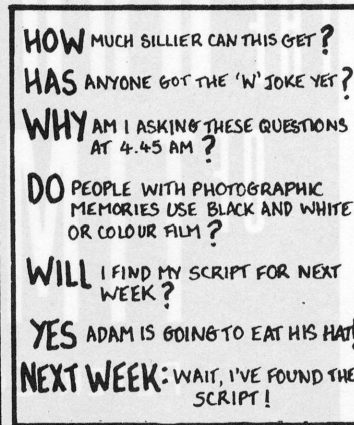 HOW MUCH SILLIER CAN THIS GET?
HAS ANYONE GOT THE 'W' JOKE YET?
WHY AM I ASKING THESE QUESTIONS
AT 4.45 AM?
DO PEOPLE WITH PHOTOGRAPHIC
MEMORIES USE BLACK AND WHITE
OR COLOUR FILM?
WILL I FIND MY SCRIPT FOR NEXT
WEEK?
YES ADAM IS GOING TO EAT HIS HAT!
NEXT WEEK: WAIT, I'VE FOUND THE
SCRIPT!